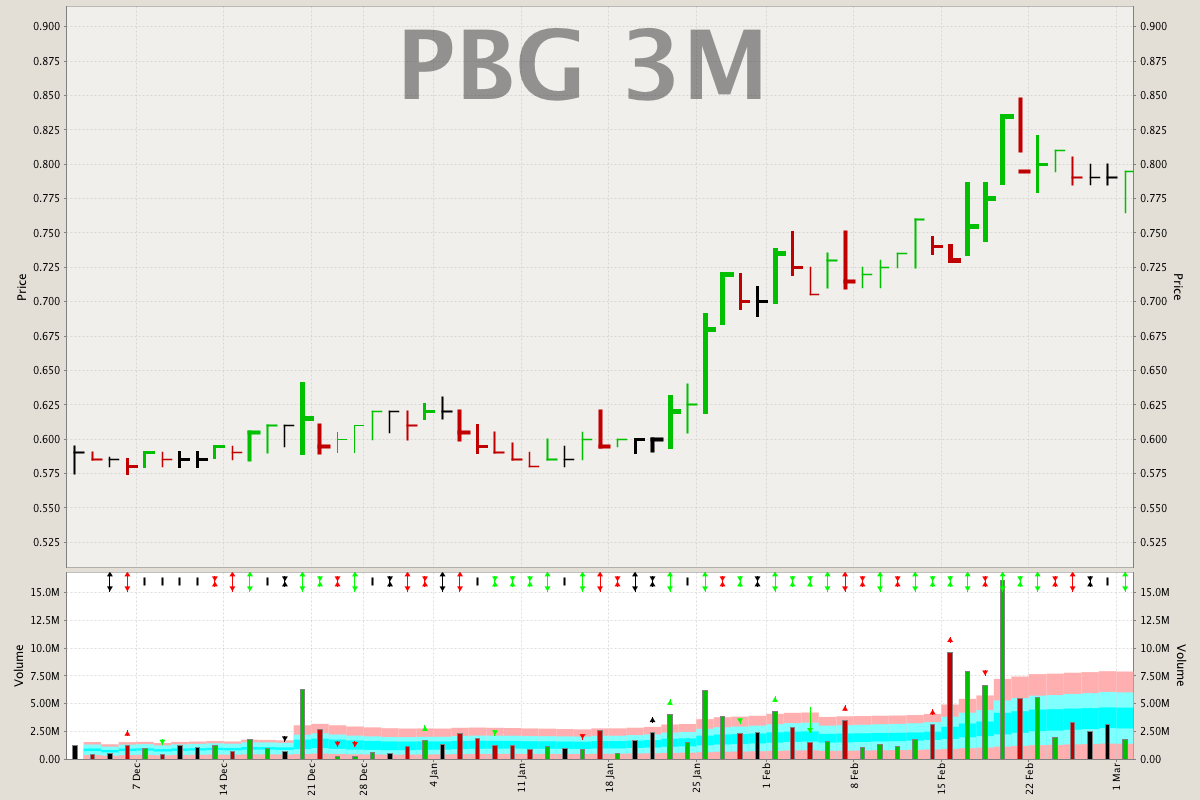 PBG 3M
0.900
0.875
0.850
0.825
0.800
0.775
0.750
0.725
0.700
0.675
0.650
0.625
0.600
0.575
0.550
0.525
Price
0.900
0.875
0.850
0.825
0.800
0.775
0.750
0.725
0.700
0.675
0.650
0.625
0.600
0.575
0.550
0.525
Price
15.0M
12.5M
10.0M
7.50M
5.00M
2.50M
0.00
Volume
15.0M
12.5M
10.0M
7.50M
5.00M
2.50M
0.00
Volume
7 Dec
14 Dec
21 Dec
28 Dec
4 Jan
11 Jan
18 Jan
25 Jan
1 Feb
8 Feb
15 Feb
22 Feb
1 Mar